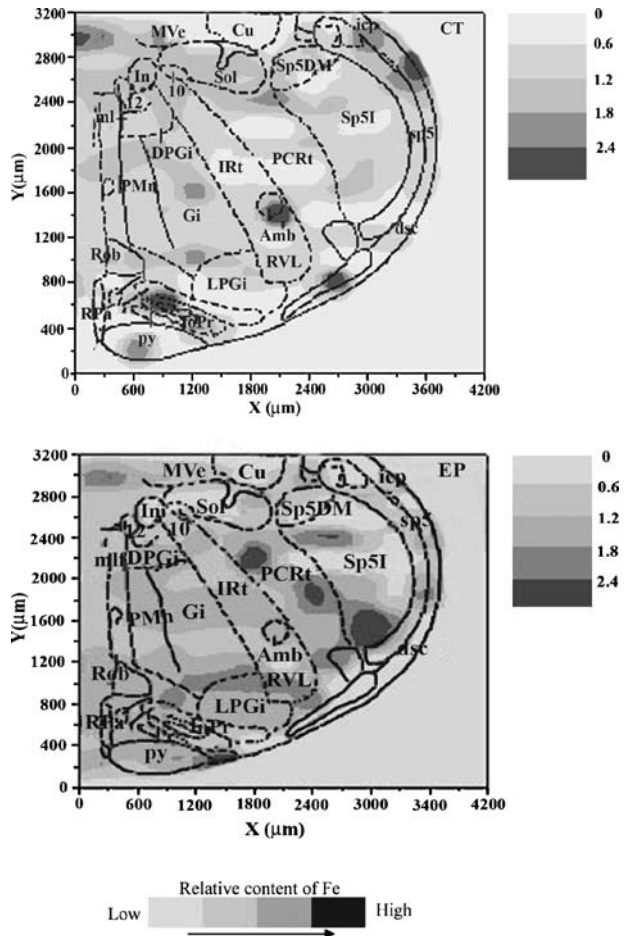 3200
2800
2400
2000
1600
1200
800
400
0
Y(µm)
0 600 1200 1800 2400 3000 3600 4200
X (µm)
MVe Cu icp CT
In Sol Sp5DM
10
12
ml Sp5I sp5
DPGi IRt PCRt
PMn
Gi
Amb dsc
Rob RVL
LPGi
RPa
IoPr
py
0
0.6
1.2
1.8
2.4
3200
2800
2400
2000
1600
1200
800
400
0
Y(µm)
0 600 1200 1800 2400 3000 3600 4200
X (µm)
MVe Cu icp EP
In Sol Sp5DM
10 sp5
12
mlf DPGi PCRt Sp5I
IRt
PMn Gi
Amb dsc
Rob RVL
LPGi
RPa
py
0
0.6
1.2
1.8
2.4
Relative content of Fe
Low High